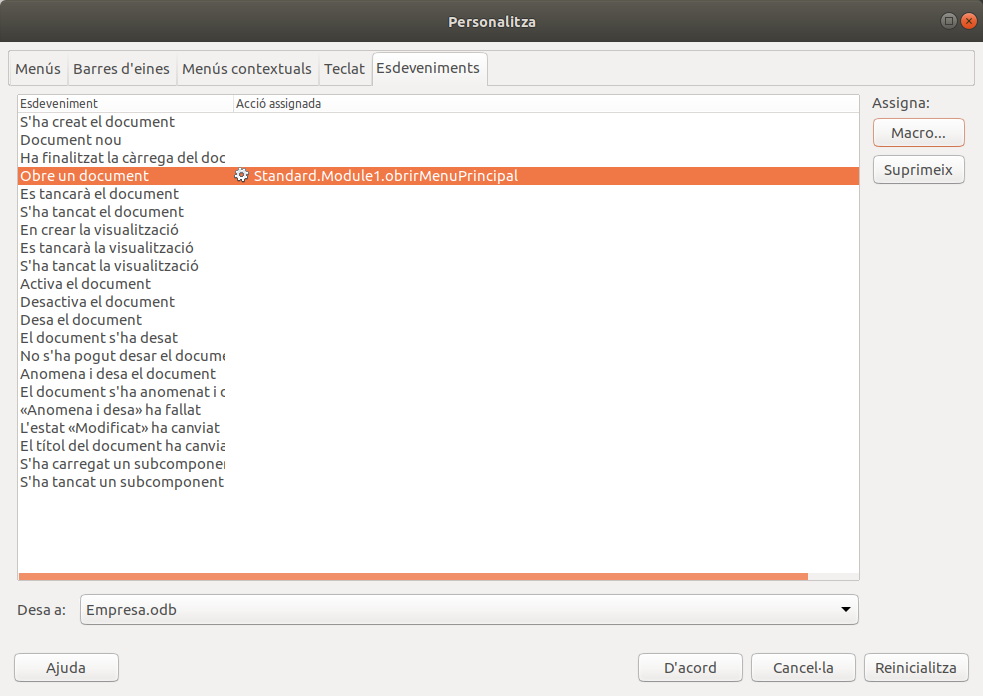 Personalitza
Menús Barres d'eines Menús contextuals Teclat Esdeveniments
Esdeveniment Acció assignada
S'ha creat el document
Document nou
Ha finalitzat la càrrega del doc
Obre un document Standard.Module1.obrirMenuPrincipal
Es tancarà el document
S'ha tancat el document
En crear la visualització
Es tancarà la visualització
S'ha tancat la visualització
Activa el document
Desactiva el document
Desa el document
El document s'ha desat
No s'ha pogut desar el docume
Anomena i desa el document
El document s'ha anomenat i d
«Anomena i desa» ha fallat
L'estat «Modificat» ha canviat
El títol del document ha canvia
S'ha carregat un subcomponen
S'ha tancat un subcomponent
Assigna:
Macro...
Suprimeix
Desa a: Empresa.odb
Ajuda D'acord Cancel·la Reinicialitza